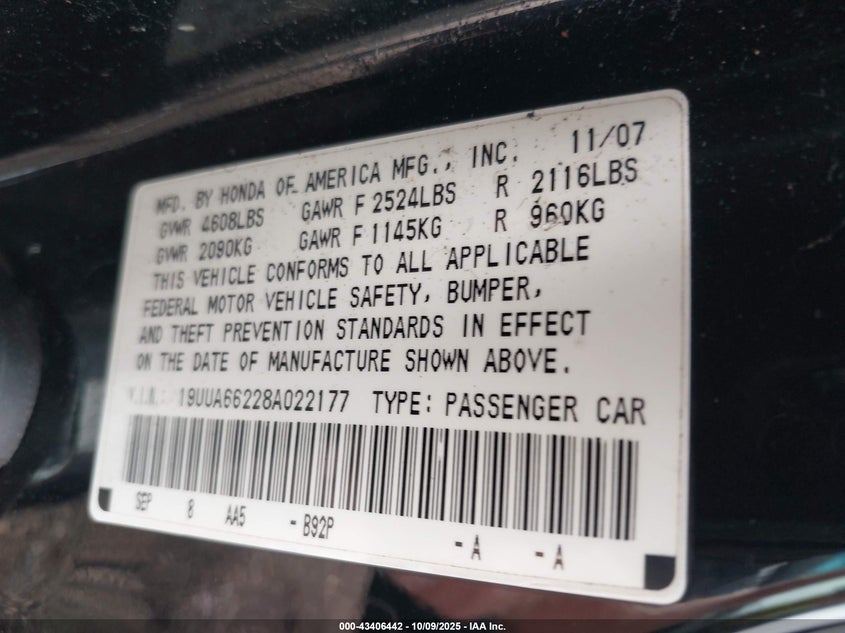 MFD. BY HONDA OF AMERICA MFG., INC. 11/07
GVWR 4608LBS GAWR F 2524LBS R 2116LBS
GVWR 2090KG GAWR F 1145KG R 960KG
THIS VEHICLE CONFORMS TO ALL APPLICABLE
FEDERAL MOTOR VEHICLE SAFETY, BUMPER,
AND THEFT PREVENTION STANDARDS IN EFFECT
ON THE DATE OF MANUFACTURE SHOWN ABOVE.
V.I.N.: 19UUA66228A022177 TYPE: PASSENGER CAR
SEP 8 AA5 - B92P - A - A
000-43406442 - 10/09/2025 - IAA Inc.